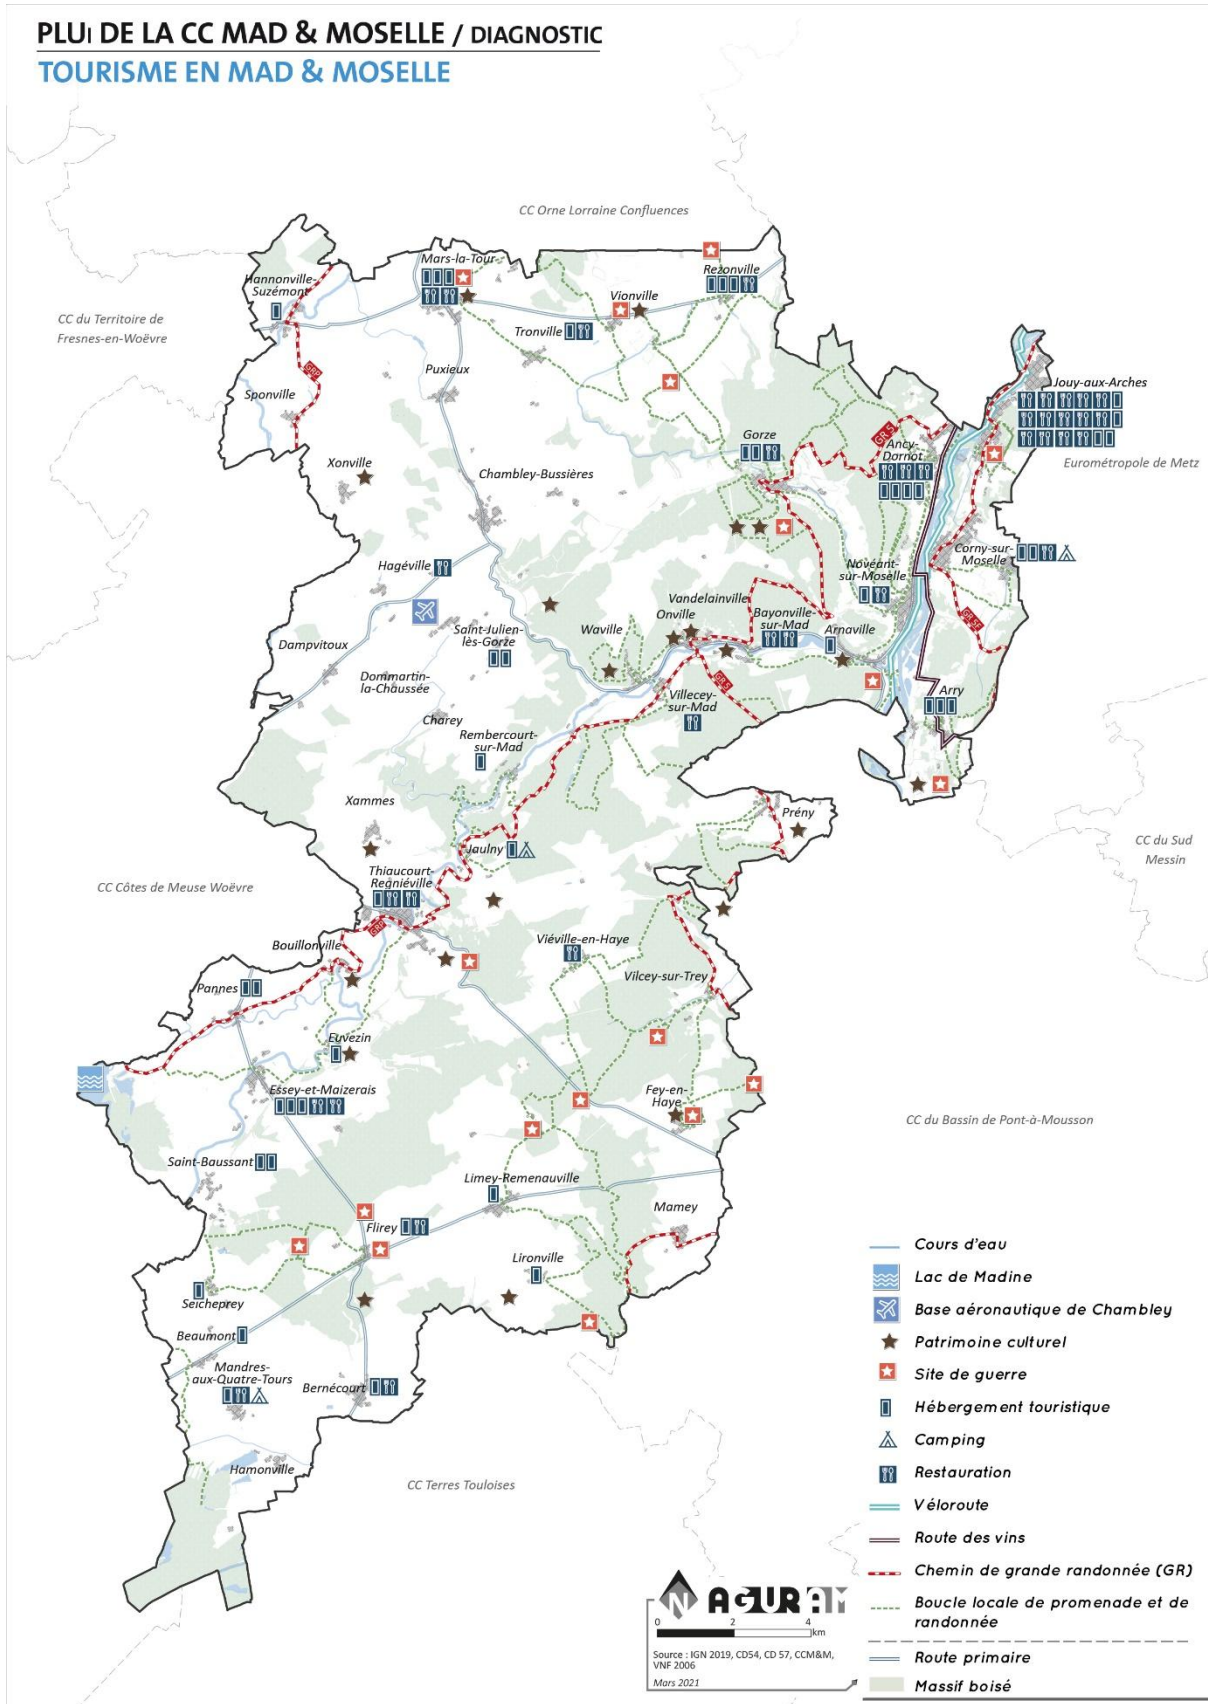 PLUi DE LA CC MAD & MOSELLE / DIAGNOSTIC
TOURISME EN MAD & MOSELLE
CC Orne Lorraine Confluences
Mars-la-Tour
Rezonville
Hannonville-
Suzémont
Vionville
CC du Territoire de
Fresnes-en-Woëvre
Tronville
Puxieux
GRP
Jouy-aux-Arches
Sponville
Gorze
GR 5
Ancy-
Dornot
Xonville
Chambley-Bussières
Eurométropole de Metz
Corny-sur-
Moselle
Hagéville
Novéant-
sur-Moselle
Vandelainville
GR 5F
Onville
Bayonville-
sur-Mad
Saint-Julien-
lès-Gorze
Waville
Arnaville
Dampvitoux
Dommartin-
la-Chaussée
GR 5
Villecey-
sur-Mad
Arry
Charey
Rembercourt-
sur-Mad
Xammes
Prény
Jaulny
CC du Sud
Messin
Thiaucourt-
Regniéville
CC Côtes de Meuse Woëvre
GRP
Bouillonville
Viéville-en-Haye
Vilcey-sur-Trey
Pannes
Euvezin
Essey-et-Maizerais
Fey-en-
Haye
CC du Bassin de Pont-à-Mousson
Saint-Baussant
Limey-Remenauville
Flirey
Mamey
Lironville
Seicheprey
Beaumont
Mandres-
aux-Quatre-Tours
Bernécourt
Hamonville
CC Terres Touloises
Cours d'eau
Lac de Madine
Base aéronautique de Chambley
Patrimoine culturel
Site de guerre
Hébergement touristique
Camping
Restauration
Véloroute
Route des vins
Chemin de grande randonnée (GR)
Boucle locale de promenade et de
randonnée
Route primaire
Massif boisé
N AGURAM
0 2 4
km
Source : IGN 2019, CD54, CD 57, CCM&M,
VNF 2006
Mars 2021